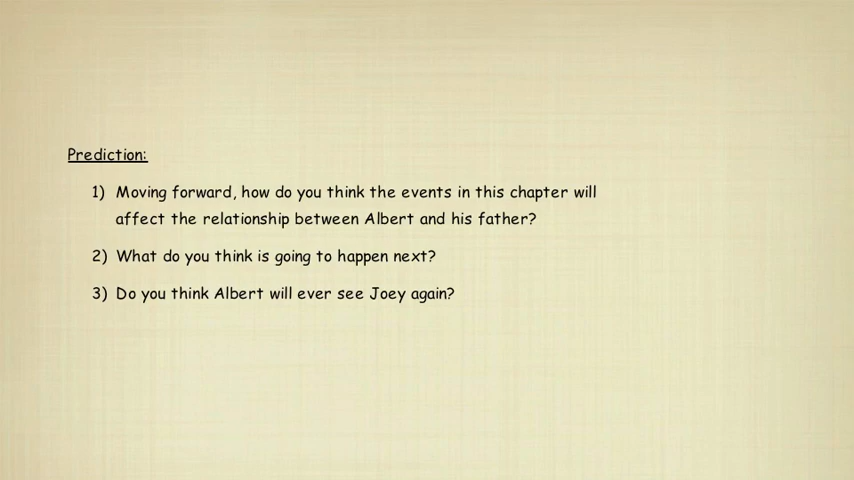 Prediction:
1) Moving forward, how do you think the events in this chapter will
affect the relationship between Albert and his father?
2) What do you think is going to happen next?
3) Do you think Albert will ever see Joey again?